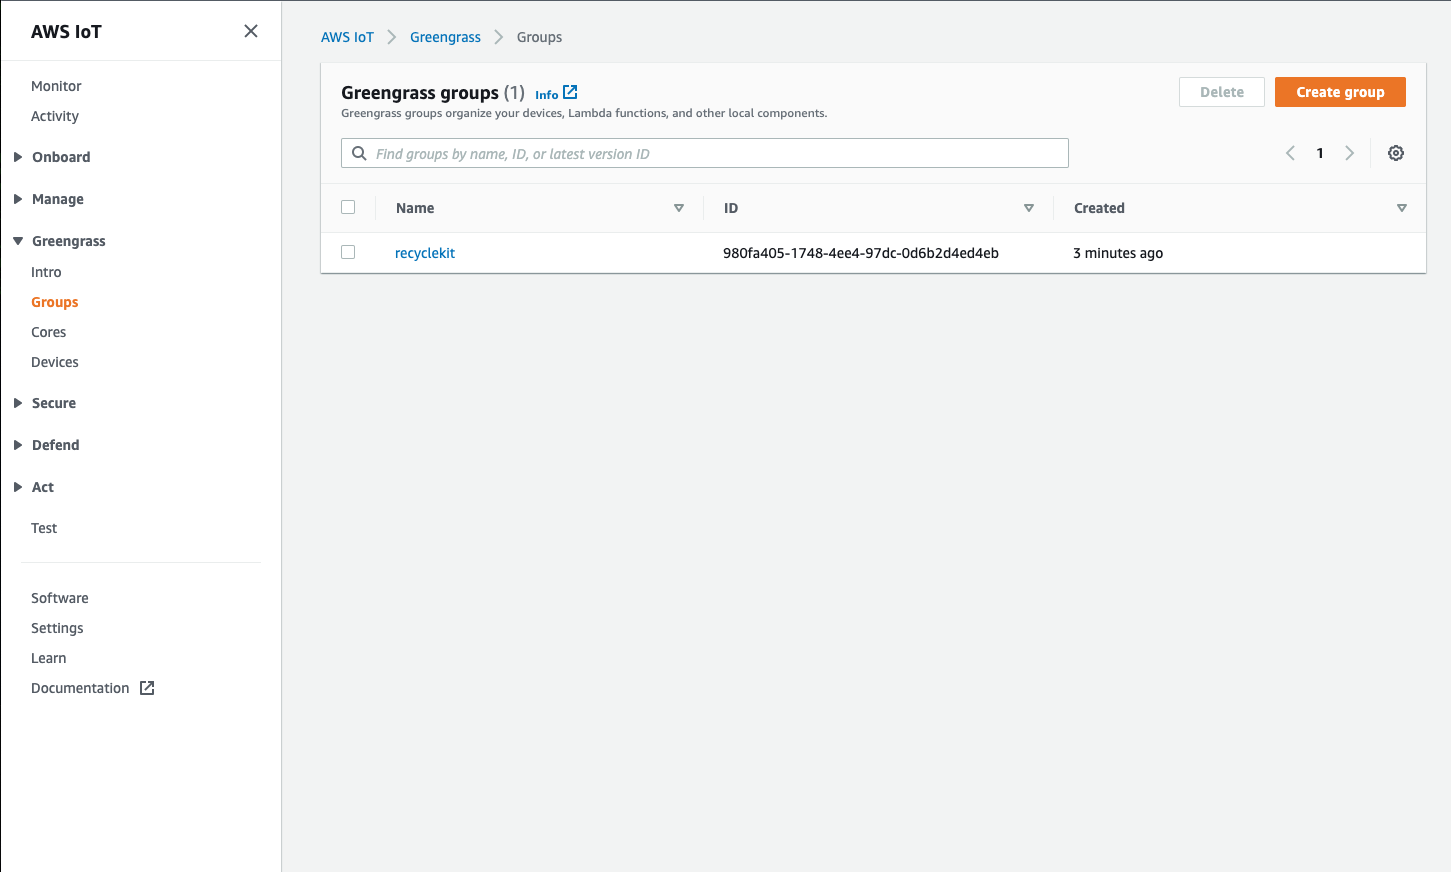 AWS IoT
Monitor
Activity
Onboard
Manage
Greengrass
Intro
Groups
Cores
Devices
Secure
Defend
Act
Test
Software
Settings
Learn
Documentation
AWS IoT Greengrass Groups
Greengrass groups (1) Info
Delete Create group
Greengrass groups organize your devices, Lambda functions, and other local components.
Find groups by name, ID, or latest version ID
1
Name ID Created
recyclekit 980fa405-1748-4ee4-97dc-0d6b2d4ed4eb 3 minutes ago